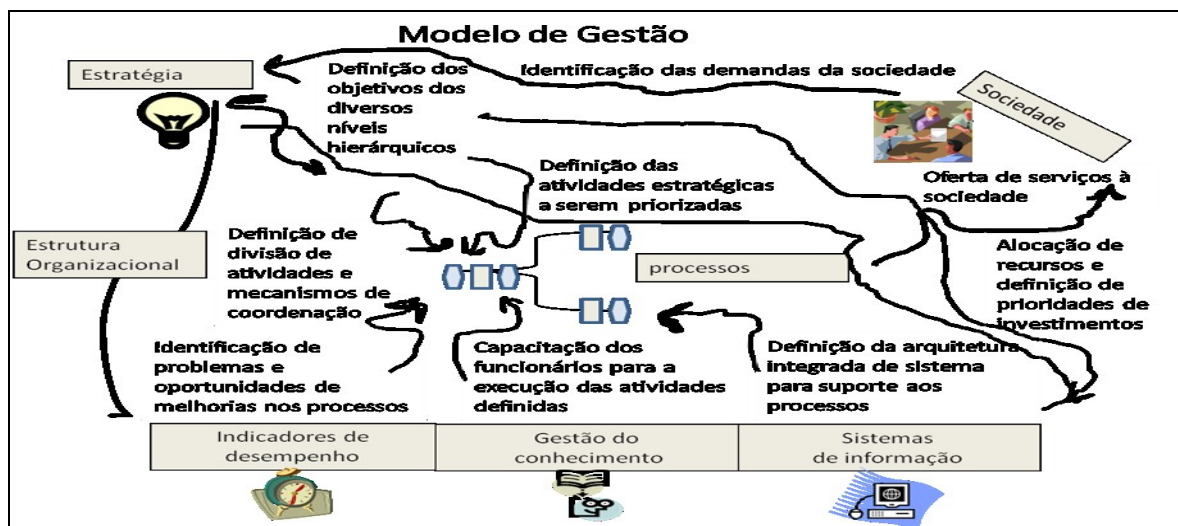 Modelo de Gestão
Estratégia
Definição dos
objetivos dos
diversos
níveis
hierárquicos
Identificação das demandas da sociedade
Sociedade
Definição das
atividades estratégicas
a serem priorizadas
Oferta de serviços à
sociedade
Estrutura
Organizacional
Definição de
divisão de
atividades e
mecanismos de
coordenação
processos
Alocação de
recursos e
definição de
prioridades de
investimentos
Identificação de
problemas e
oportunidades de
melhorias nos processos
Capacitação dos
funcionários para a
execução das atividades
definidas
Definição da arquitetura
integrada de sistema
para suporte aos
processos
Indicadores de
desempenho
Gestão do
conhecimento
Sistemas
de informação